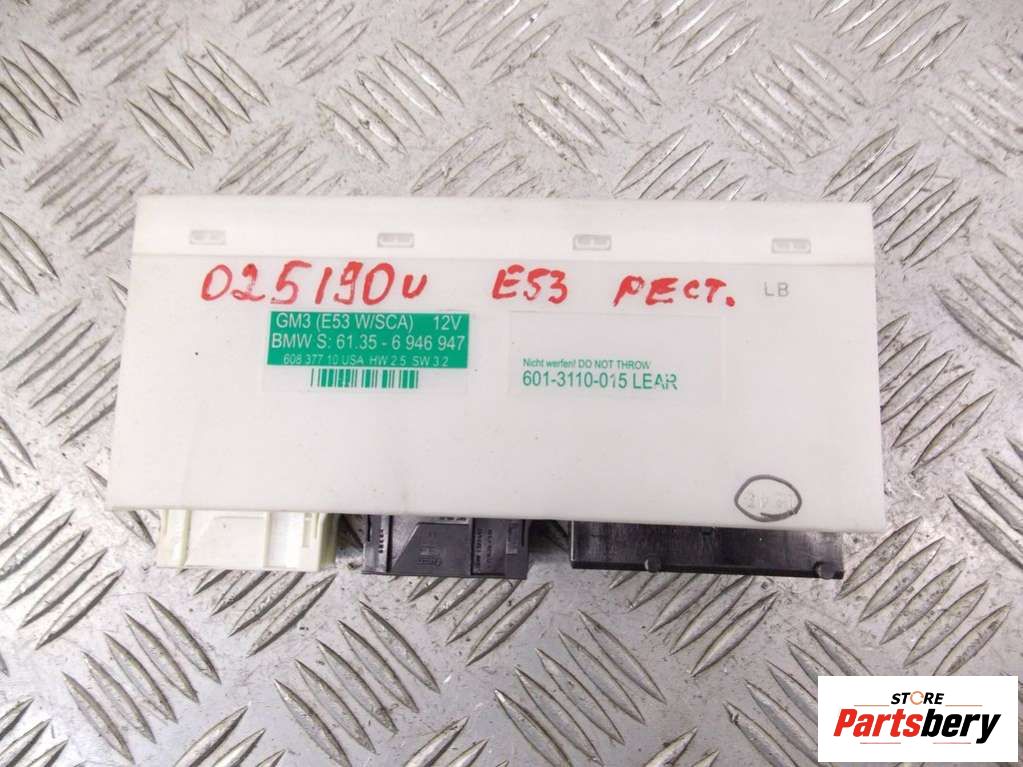 025190u E53 РЕСТ. LB
GM3 (E53 W/SCA) 12V
BMW S: 61.35 - 6 946 947
608 377 10 USA HW 2.5 SW 3.2
Nicht werfen! DO NOT THROW
601-3110-015 LEAR
STORE
Partsbery